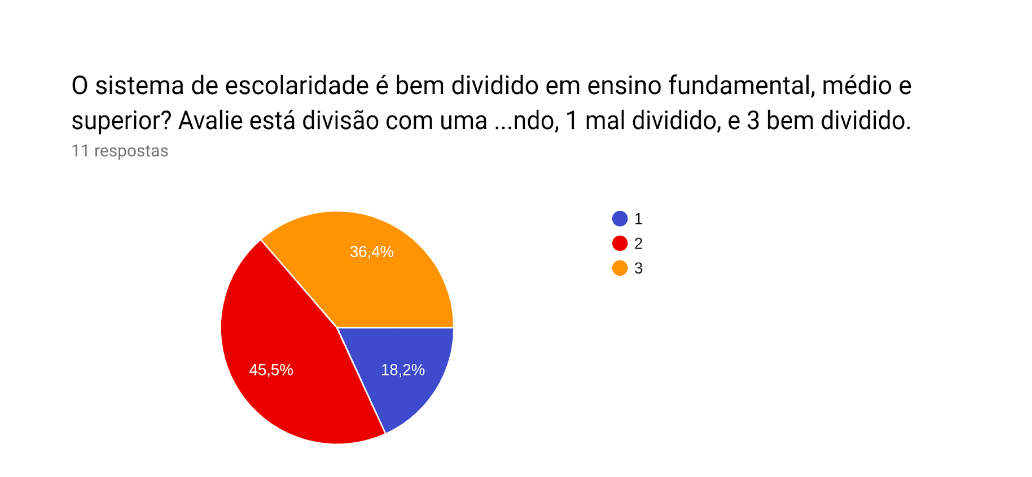 O sistema de escolaridade é bem dividido em ensino fundamental, médio e
superior? Avalie está divisão com uma ...ndo, 1 mal dividido, e 3 bem dividido.
11 respostas
1
2
3
36,4%
45,5%
18,2%